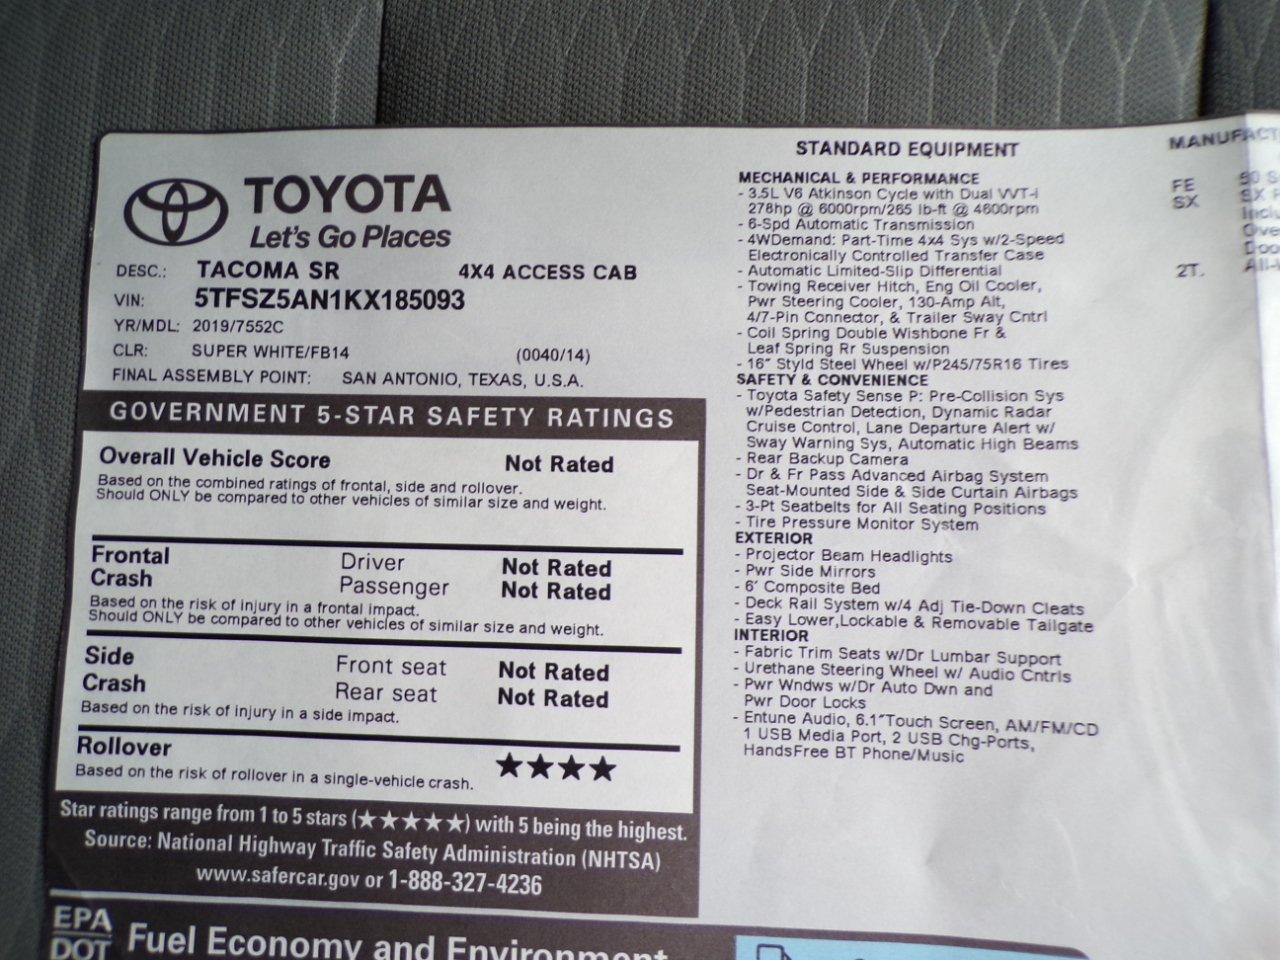 TOYOTA
Let's Go Places
DESC.: TACOMA SR 4X4 ACCESS CAB
VIN: 5TFSZ5AN1KX185093
YR/MDL: 2019/7552C
CLR: SUPER WHITE/FB14 (0040/14)
FINAL ASSEMBLY POINT: SAN ANTONIO, TEXAS, U.S.A.
GOVERNMENT 5-STAR SAFETY RATINGS
Overall Vehicle Score Not Rated
Based on the combined ratings of frontal, side and rollover.
Should ONLY be compared to other vehicles of similar size and weight.
Frontal Driver Not Rated
Crash Passenger Not Rated
Based on the risk of injury in a frontal impact.
Should ONLY be compared to other vehicles of similar size and weight.
Side Front seat Not Rated
Crash Rear seat Not Rated
Based on the risk of injury in a side impact.
Rollover ★★★★
Based on the risk of rollover in a single-vehicle crash.
Star ratings range from 1 to 5 stars (★★★★★) with 5 being the highest.
Source: National Highway Traffic Safety Administration (NHTSA)
www.safercar.gov or 1-888-327-4236
EPA
DOT Fuel Economy and Environment
STANDARD EQUIPMENT
MECHANICAL & PERFORMANCE
- 3.5L V6 Atkinson Cycle with Dual VVT-i
278hp @ 6000rpm/265 lb-ft @ 4600rpm
- 6-Spd Automatic Transmission
- 4WDemand: Part-Time 4x4 Sys w/2-Speed
Electronically Controlled Transfer Case
- Automatic Limited-Slip Differential
- Towing Receiver Hitch, Eng Oil Cooler,
Pwr Steering Cooler, 130-Amp Alt,
4/7-Pin Connector, & Trailer Sway Cntrl
- Coil Spring Double Wishbone Fr &
Leaf Spring Rr Suspension
- 16" Styld Steel Wheel w/P245/75R16 Tires
SAFETY & CONVENIENCE
- Toyota Safety Sense P: Pre-Collision Sys
w/Pedestrian Detection, Dynamic Radar
Cruise Control, Lane Departure Alert w/
Sway Warning Sys, Automatic High Beams
- Rear Backup Camera
- Dr & Fr Pass Advanced Airbag System
Seat-Mounted Side & Side Curtain Airbags
- 3-Pt Seatbelts for All Seating Positions
- Tire Pressure Monitor System
EXTERIOR
- Projector Beam Headlights
- Pwr Side Mirrors
- 6' Composite Bed
- Deck Rail System w/4 Adj Tie-Down Cleats
- Easy Lower,Lockable & Removable Tailgate
INTERIOR
- Fabric Trim Seats w/Dr Lumbar Support
- Urethane Steering Wheel w/ Audio Cntrls
- Pwr Wndws w/Dr Auto Dwn and
Pwr Door Locks
- Entune Audio, 6.1"Touch Screen, AM/FM/CD
1 USB Media Port, 2 USB Chg-Ports,
HandsFree BT Phone/Music
MANUFACT
FE 50 S
SX SX P
Incl
Ove
Doo
2T. All-